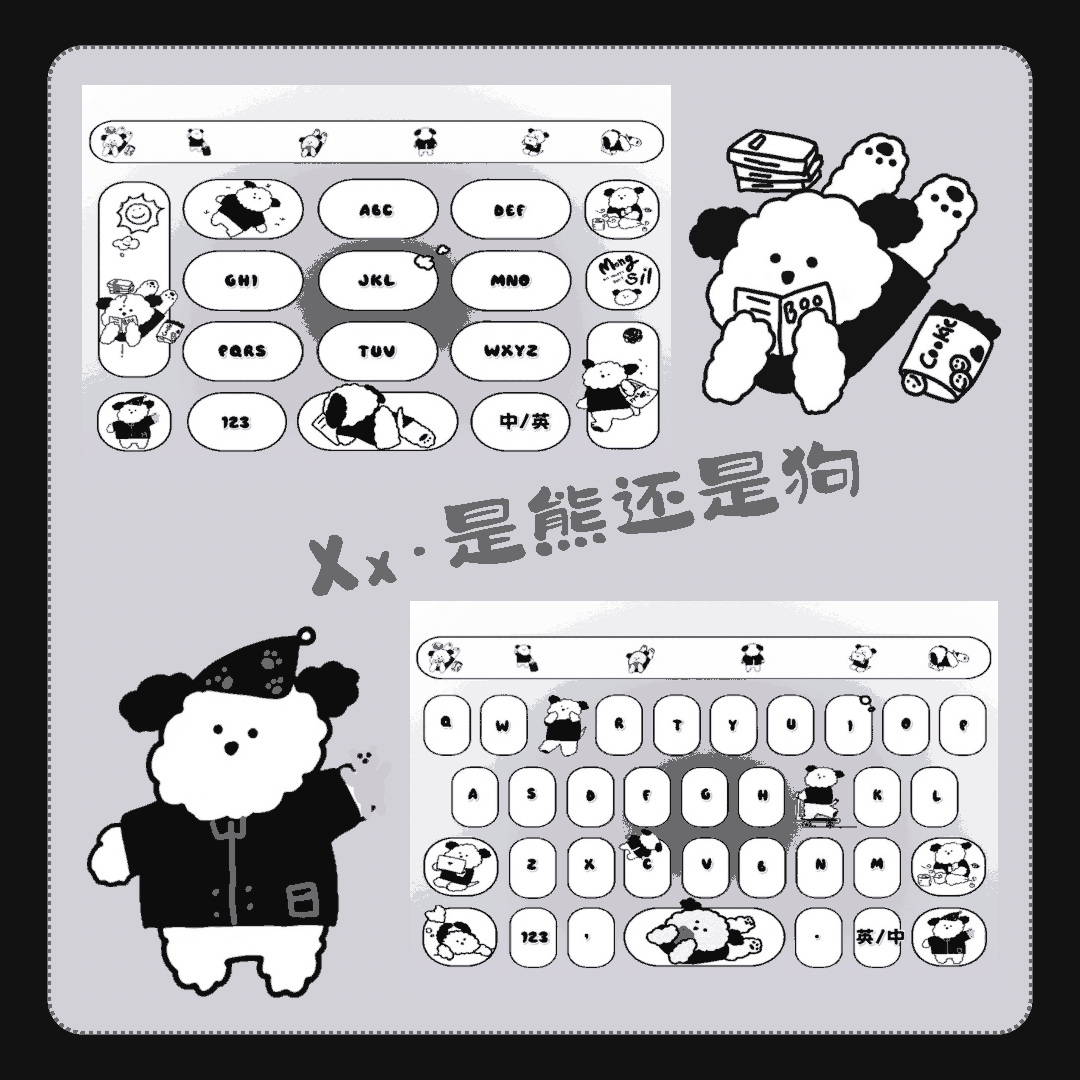 ABC DEF
GHI JKL MNO
Mong
Sil
PQRS TUV WXYZ
123 中/英
BOO
Cookie
Xx·是熊还是狗
Q W R T Y U I O P
A S D F G H K L
Z X C V B N M
123 , . 英/中